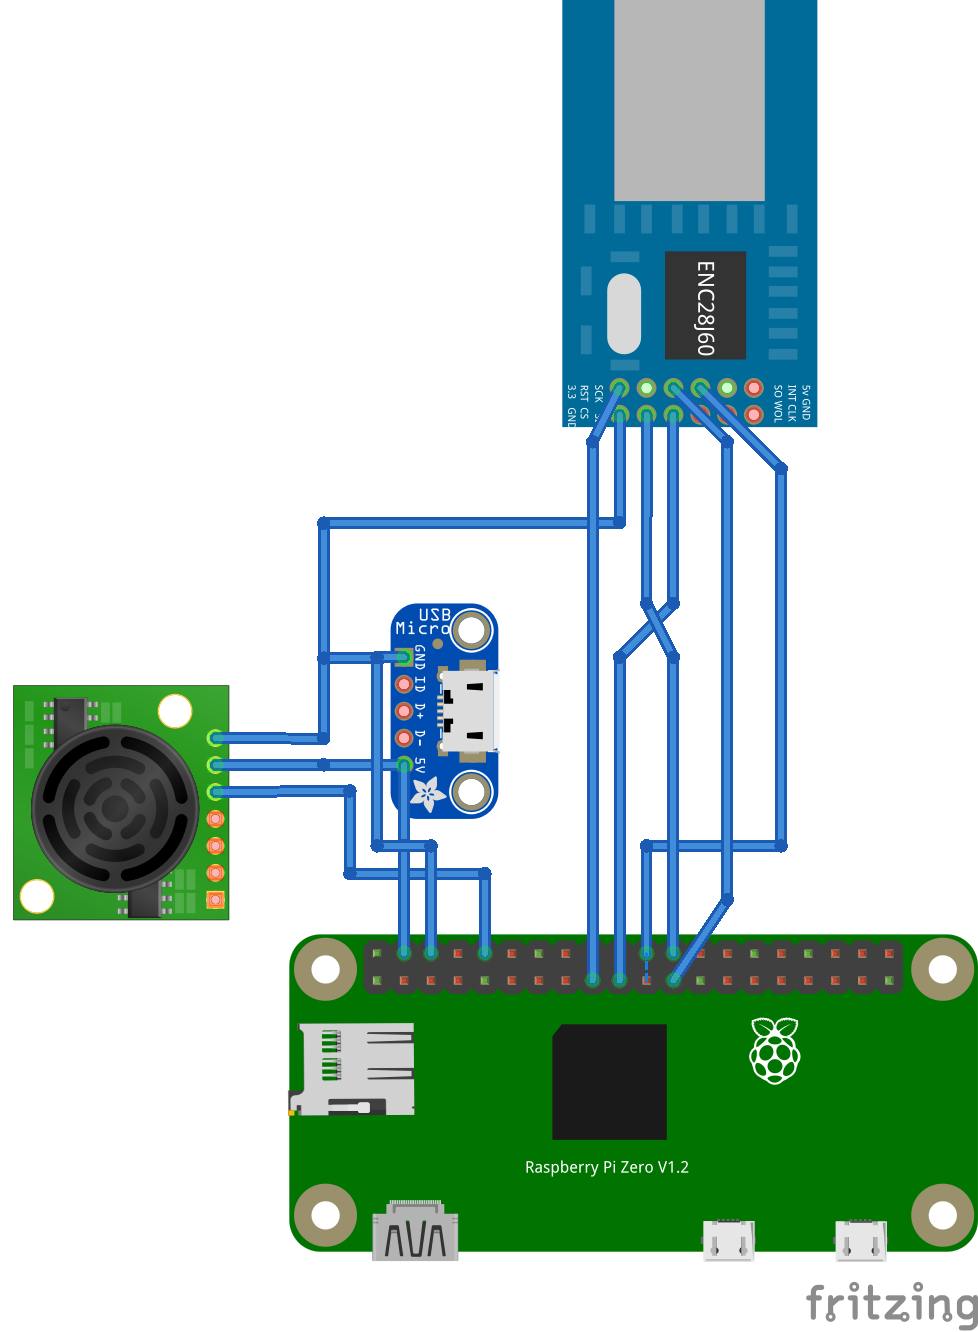 ENC28J60
3.3 GND
RST CS
SCK
SO WOL
INT CLK
5v GND
USB
Micro
GND
ID
D+
D-
5V
Raspberry Pi Zero V1.2
fritzing